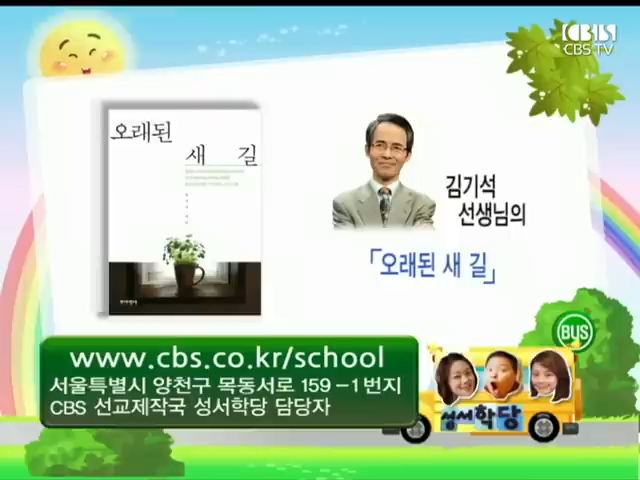 CBS
CBS TV
오래된
새 길
김기석
선생님의
「오래된 새 길」
BUS
www.cbs.co.kr/school
서울특별시 양천구 목동서로 159-1번지
CBS 선교제작국 성서학당 담당자
성서학당